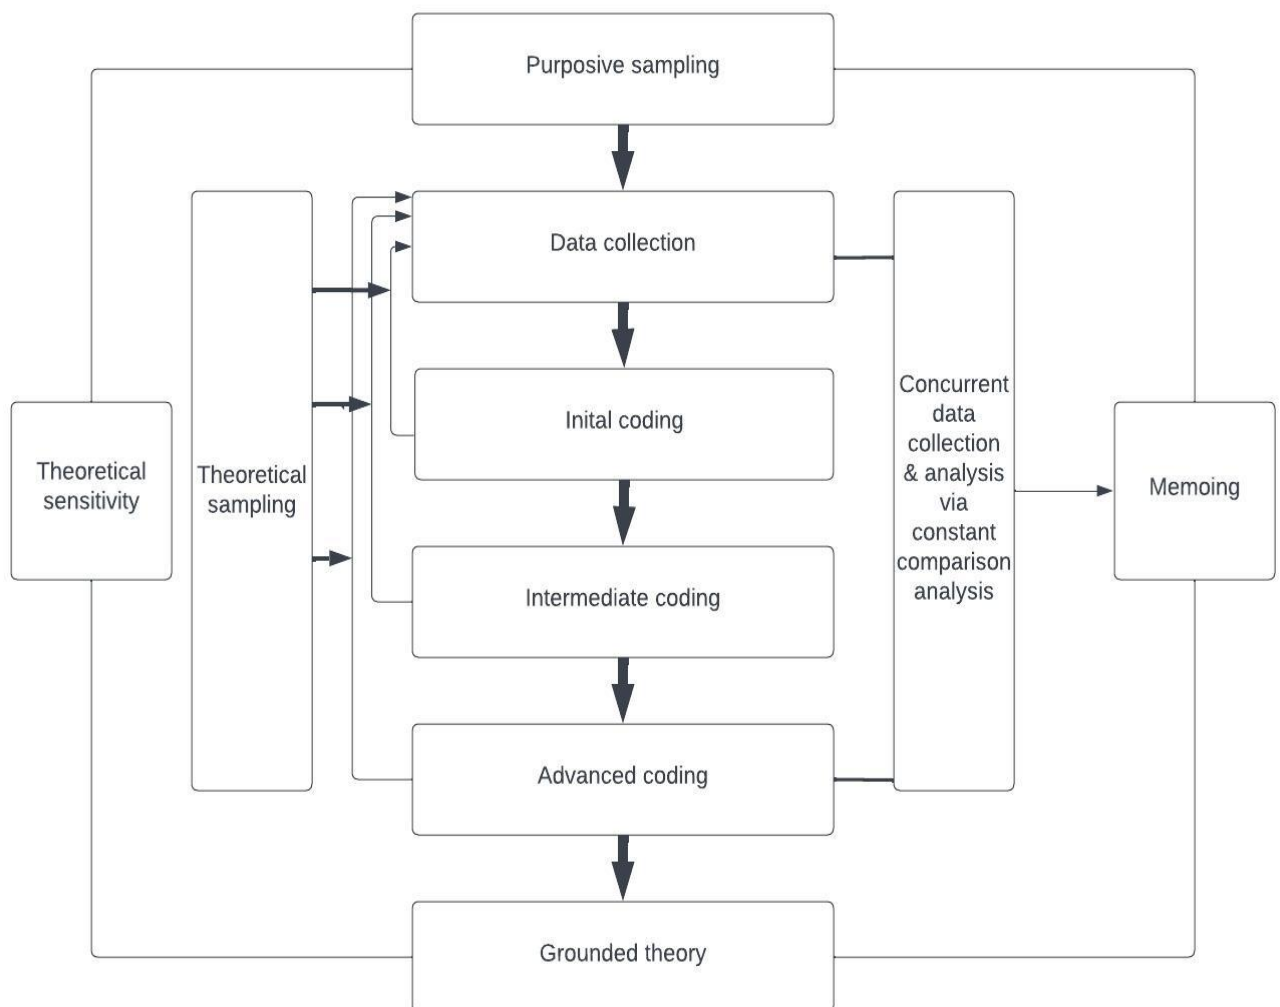 Purposive sampling
Data collection
Inital coding
Intermediate coding
Advanced coding
Grounded theory
Theoretical
sensitivity
Theoretical
sampling
Concurrent
data
collection
& analysis
via
constant
comparison
analysis
Memoing